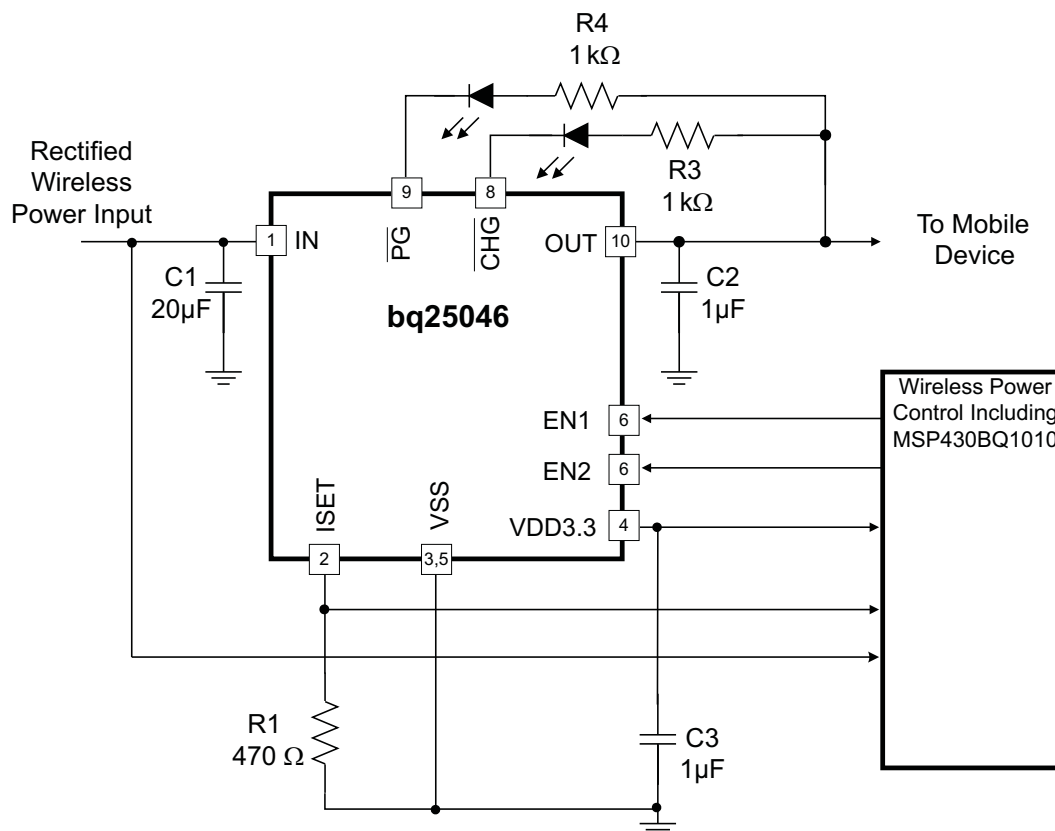 R4
1 kΩ
R3
1 kΩ
Rectified
Wireless
Power Input
9
8
1
IN
PG
CHG
OUT
10
To Mobile
Device
C1
20µF
C2
1µF
bq25046
Wireless Power
Control Including
MSP430BQ1010
EN1
6
EN2
6
VDD3.3
4
ISET
VSS
2
3,5
R1
470 Ω
C3
1µF